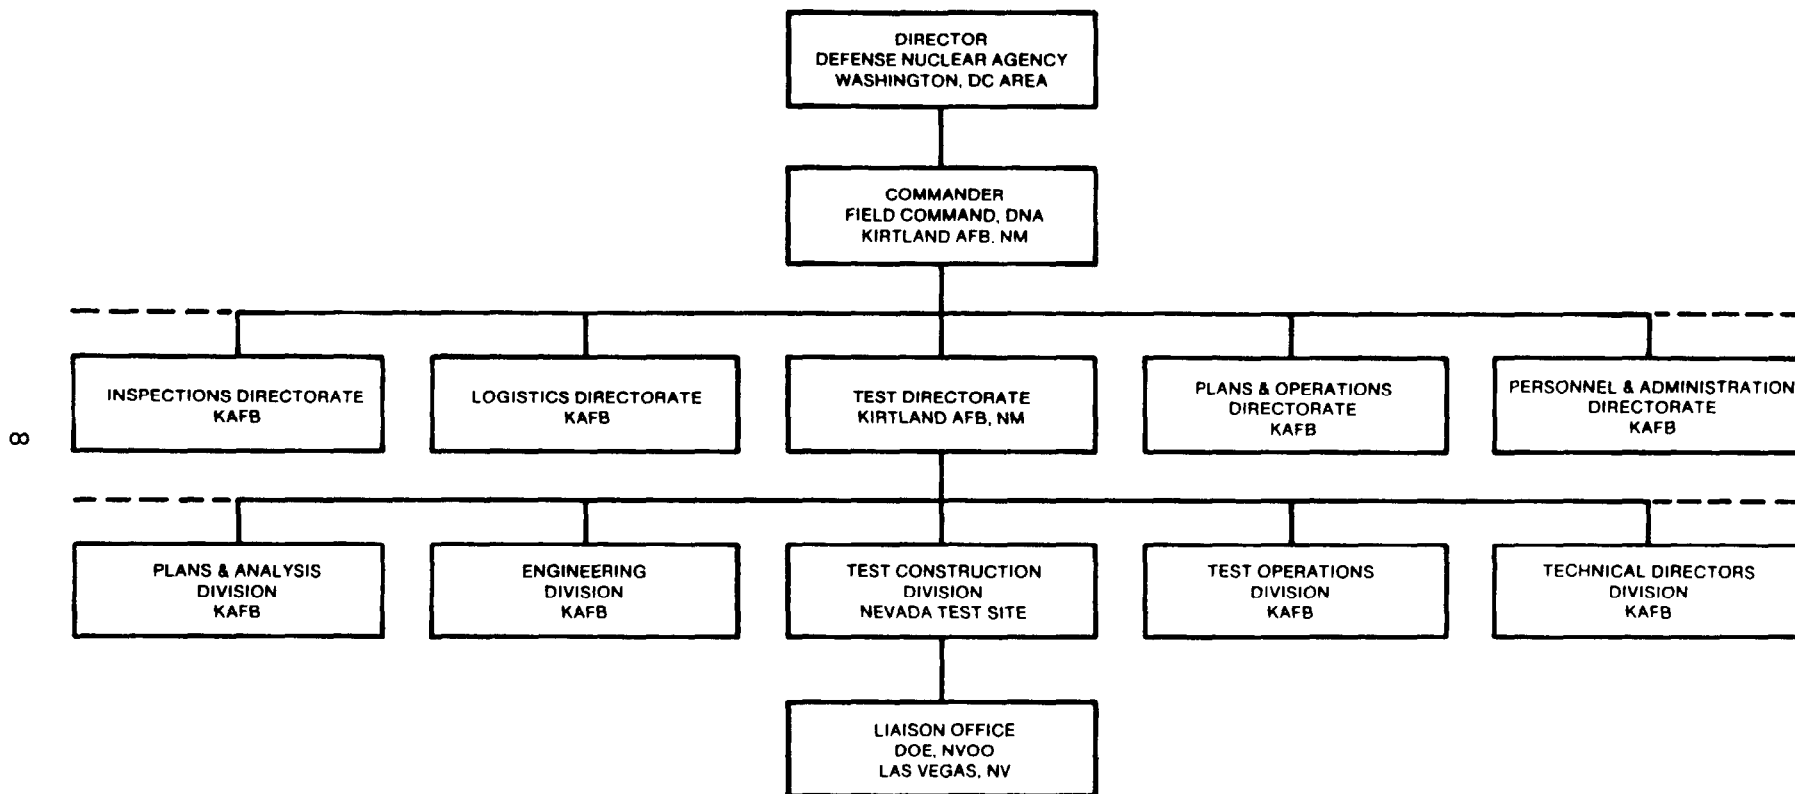 DIRECTOR
DEFENSE NUCLEAR AGENCY
WASHINGTON, DC AREA
COMMANDER
FIELD COMMAND, DNA
KIRTLAND AFB, NM
INSPECTIONS DIRECTORATE
KAFB
LOGISTICS DIRECTORATE
KAFB
TEST DIRECTORATE
KIRTLAND AFB, NM
PLANS & OPERATIONS
DIRECTORATE
KAFB
PERSONNEL & ADMINISTRATION
DIRECTORATE
KAFB
8
PLANS & ANALYSIS
DIVISION
KAFB
ENGINEERING
DIVISION
KAFB
TEST CONSTRUCTION
DIVISION
NEVADA TEST SITE
TEST OPERATIONS
DIVISION
KAFB
TECHNICAL DIRECTORS
DIVISION
KAFB
LIAISON OFFICE
DOE, NVOO
LAS VEGAS, NV